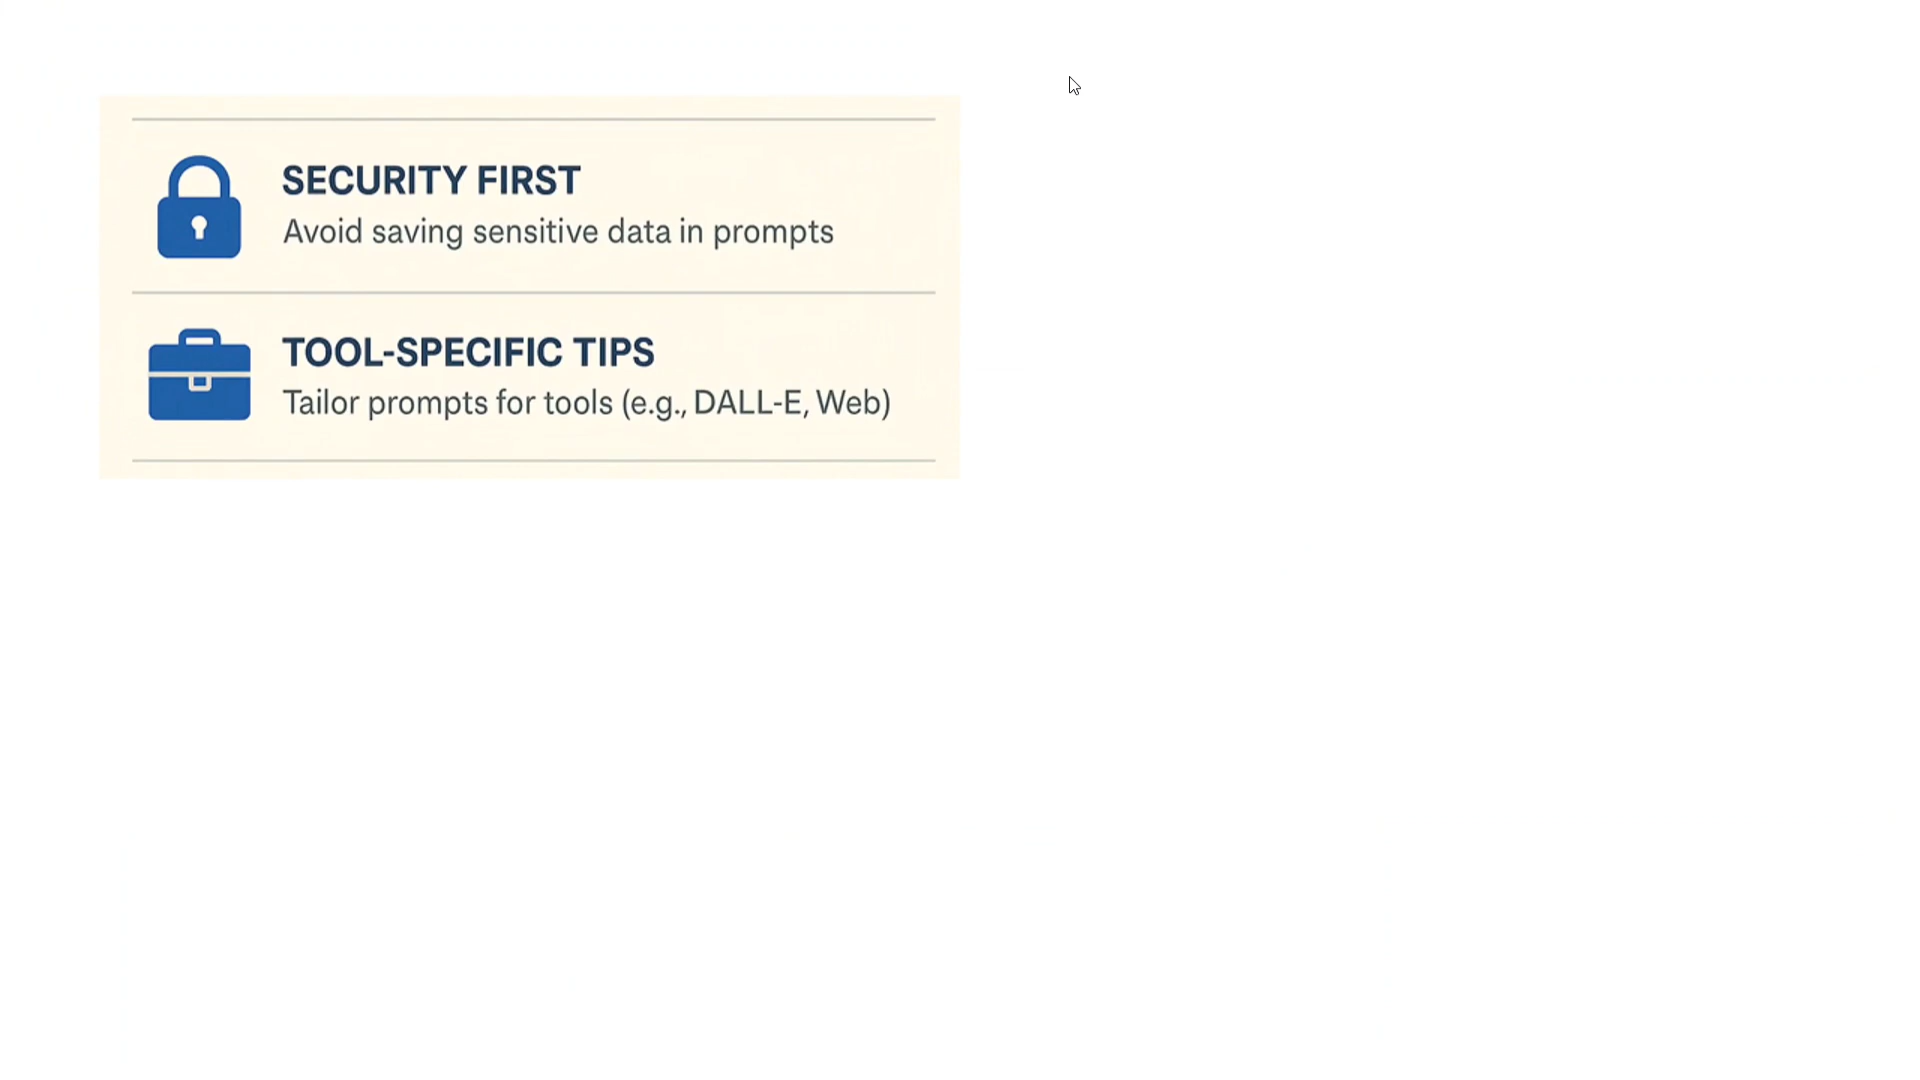 SECURITY FIRST
Avoid saving sensitive data in prompts
TOOL-SPECIFIC TIPS
Tailor prompts for tools (e.g., DALL-E, Web)